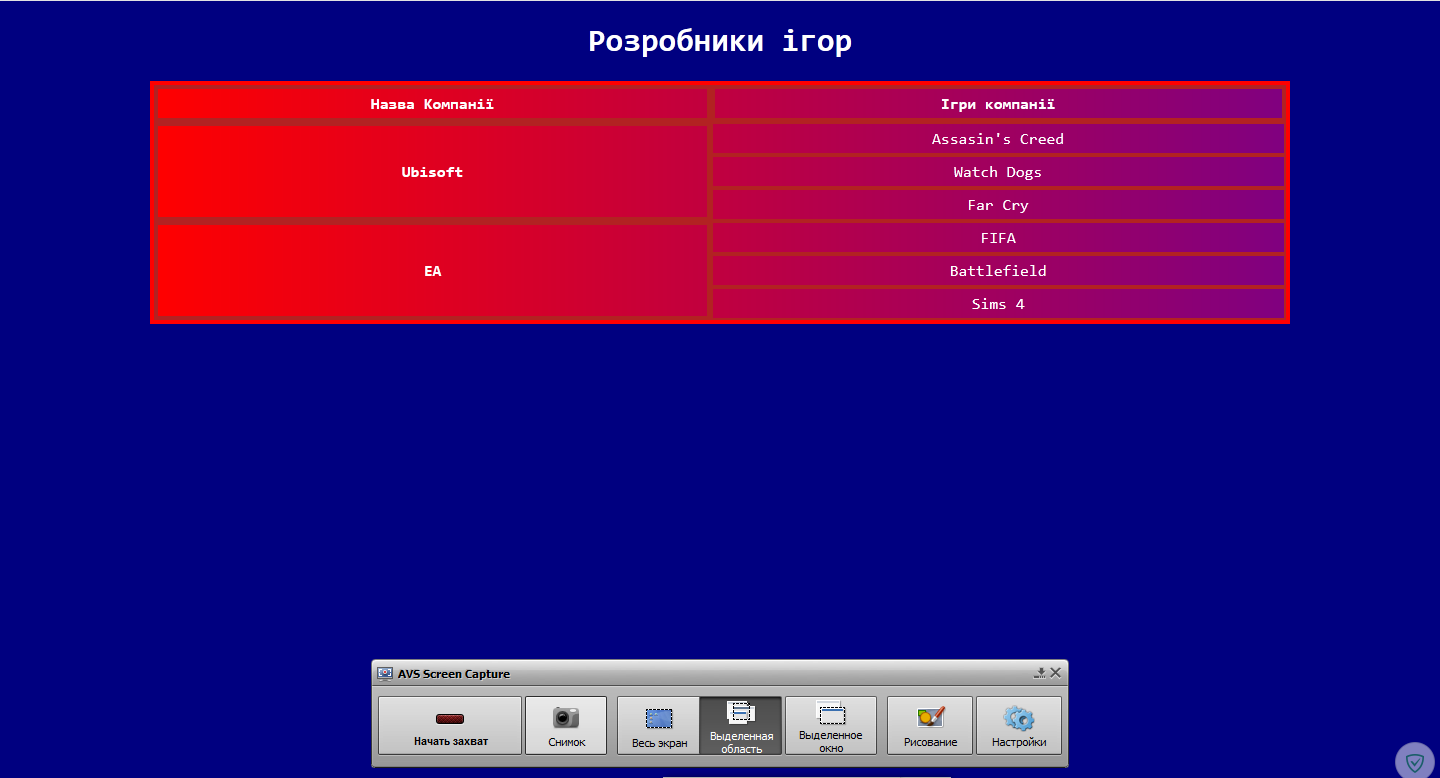 Розробники ігор
Назва Компанії
Ігри компанії
Ubisoft
Assasin's Creed
Watch Dogs
Far Cry
EA
FIFA
Battlefield
Sims 4
AVS Screen Capture
Начать захват
Снимок
Весь экран
Выделенная
область
Выделенное
окно
Рисование
Настройки